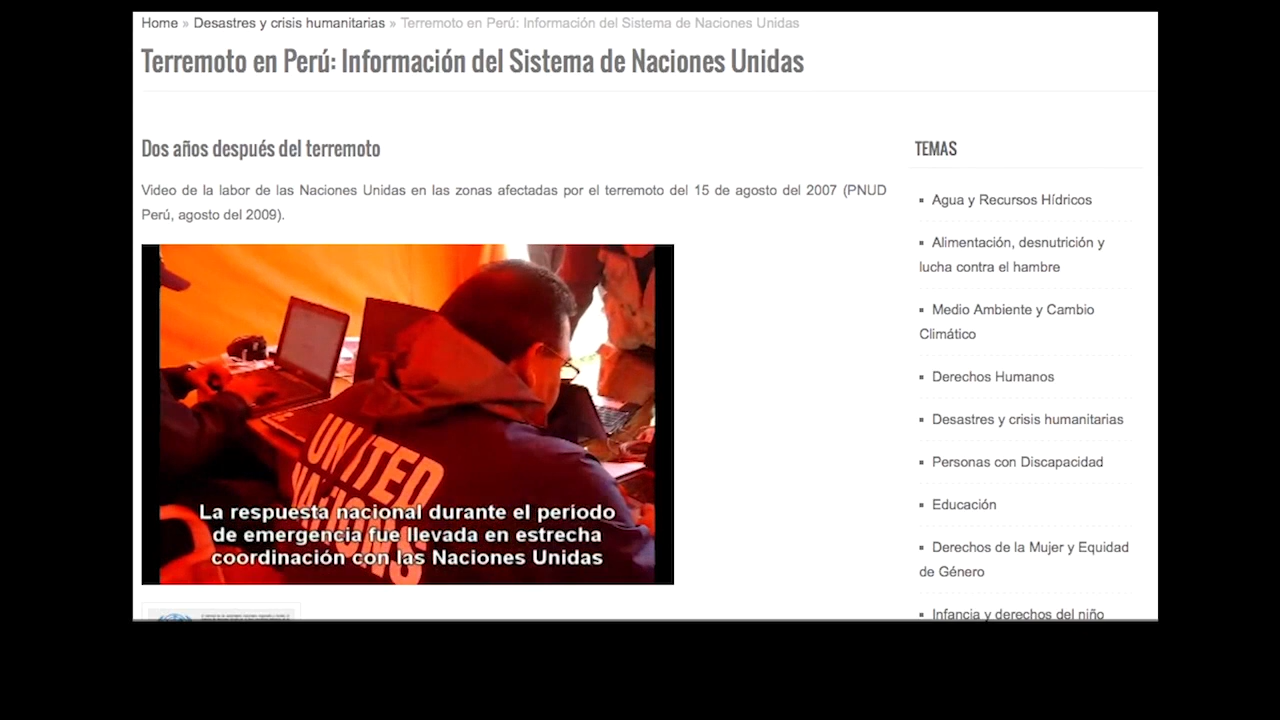 Home » Desastres y crisis humanitarias » Terremoto en Perú: Información del Sistema de Naciones Unidas
Terremoto en Perú: Información del Sistema de Naciones Unidas
Dos años después del terremoto
Video de la labor de las Naciones Unidas en las zonas afectadas por el terremoto del 15 de agosto del 2007 (PNUD
Perú, agosto del 2009).
UNITED
NATIONS
La respuesta nacional durante el período
de emergencia fue llevada en estrecha
coordinación con las Naciones Unidas
TEMAS
Agua y Recursos Hídricos
Alimentación, desnutrición y
lucha contra el hambre
Medio Ambiente y Cambio
Climático
Derechos Humanos
Desastres y crisis humanitarias
Personas con Discapacidad
Educación
Derechos de la Mujer y Equidad
de Género
Infancia y derechos del niño